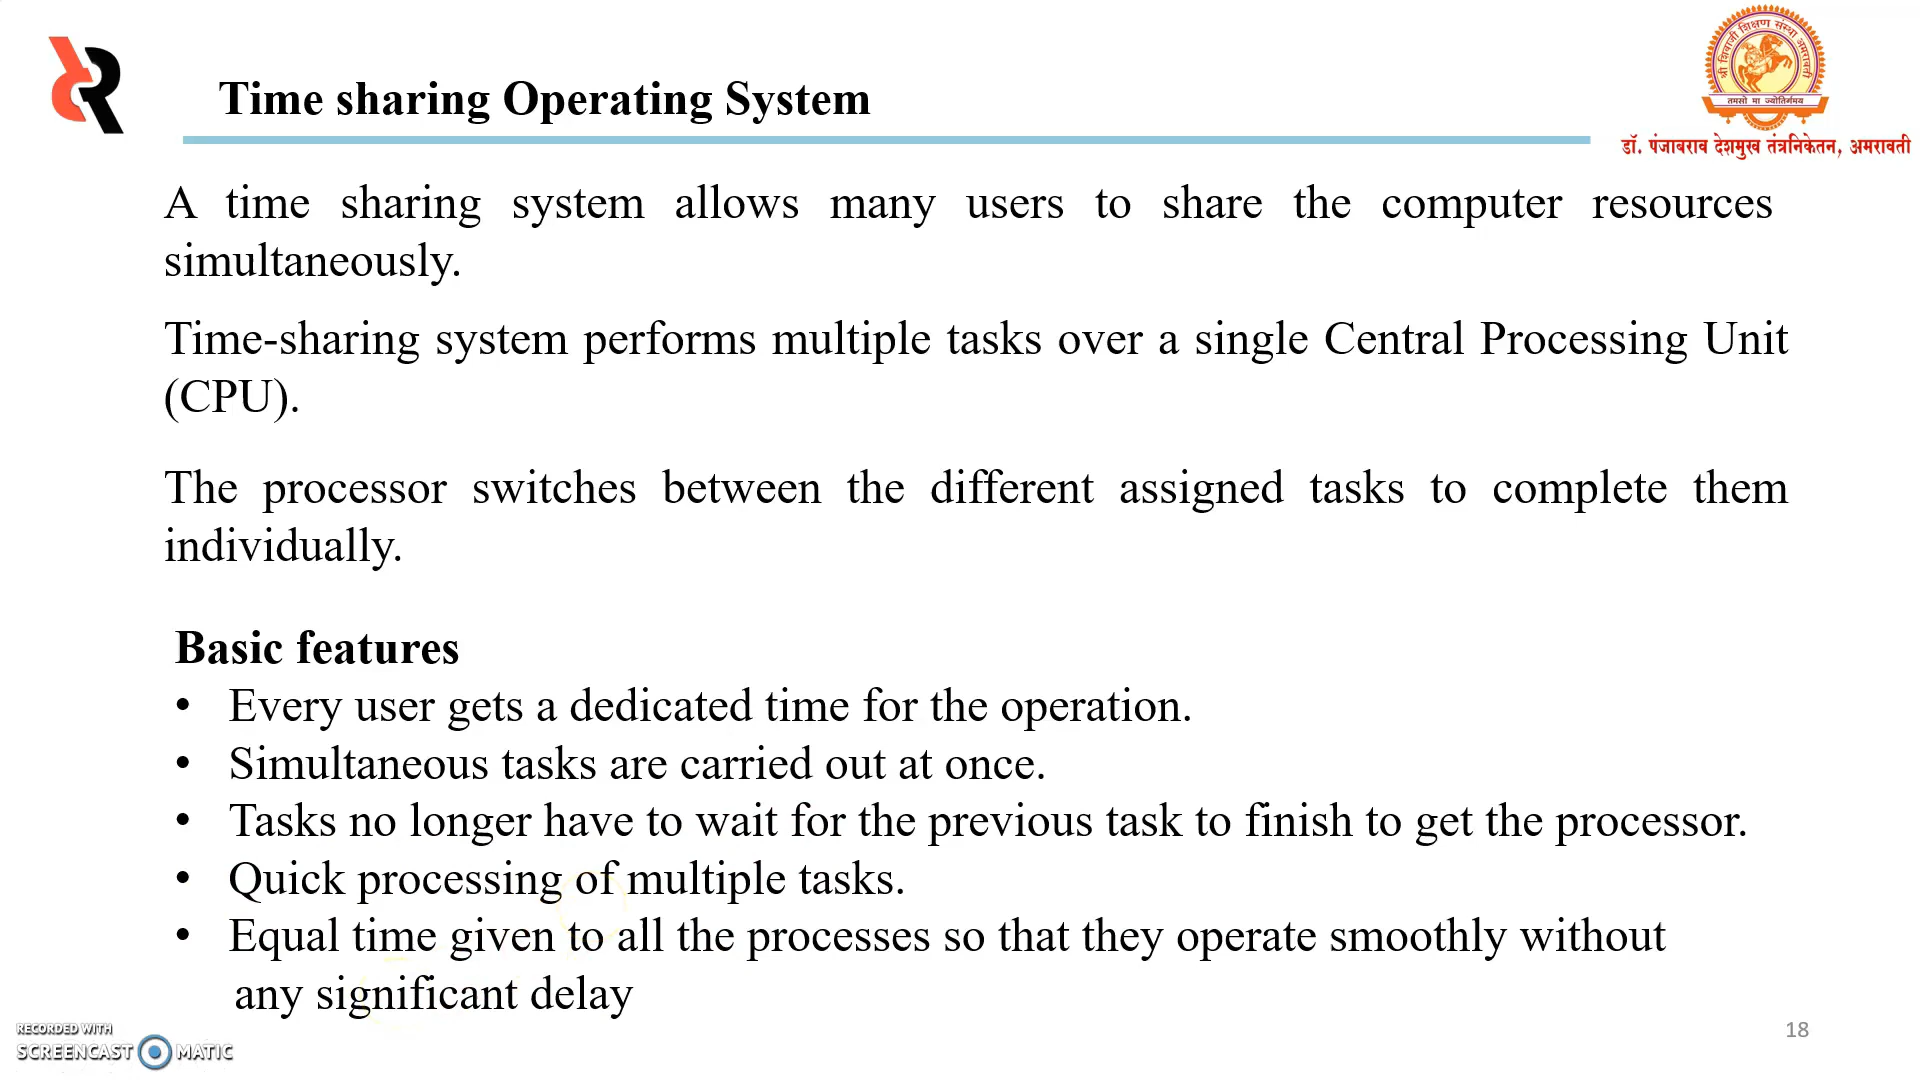 Time sharing Operating System
श्री शिवाजी शिक्षण संस्था अमरावती
तमसो मा ज्योतिर्गमय
डॉ. पंजाबराव देशमुख तंत्रनिकेतन, अमरावती
A time sharing system allows many users to share the computer resources
simultaneously.
Time-sharing system performs multiple tasks over a single Central Processing Unit
(CPU).
The processor switches between the different assigned tasks to complete them
individually.
Basic features
• Every user gets a dedicated time for the operation.
• Simultaneous tasks are carried out at once.
• Tasks no longer have to wait for the previous task to finish to get the processor.
• Quick processing of multiple tasks.
• Equal time given to all the processes so that they operate smoothly without
any significant delay
RECORDED WITH
SCREENCAST MATIC
18